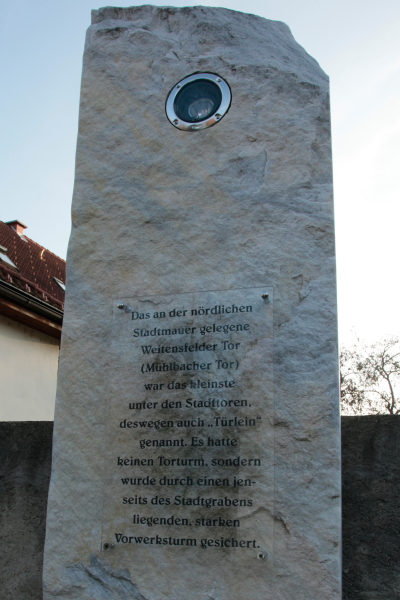 Das an der nördlichen
Stadtmauer gelegene
Weitensfelder Tor
(Mühlbacher Tor)
war das kleinste
unter den Stadttoren,
deswegen auch „Türlein“
genannt. Es hatte
keinen Torturm, sondern
wurde durch einen jen-
seits des Stadtgrabens
liegenden, starken
Vorwerksturm gesichert.